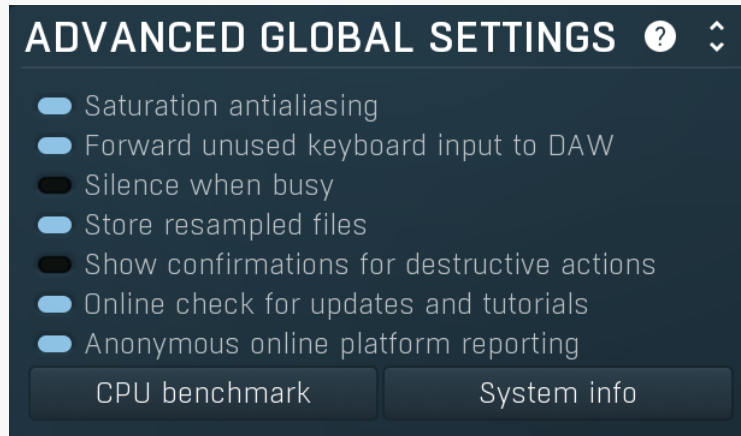 ADVANCED GLOBAL SETTINGS ?
Saturation antialiasing
Forward unused keyboard input to DAW
Silence when busy
Store resampled files
Show confirmations for destructive actions
Online check for updates and tutorials
Anonymous online platform reporting
CPU benchmark System info